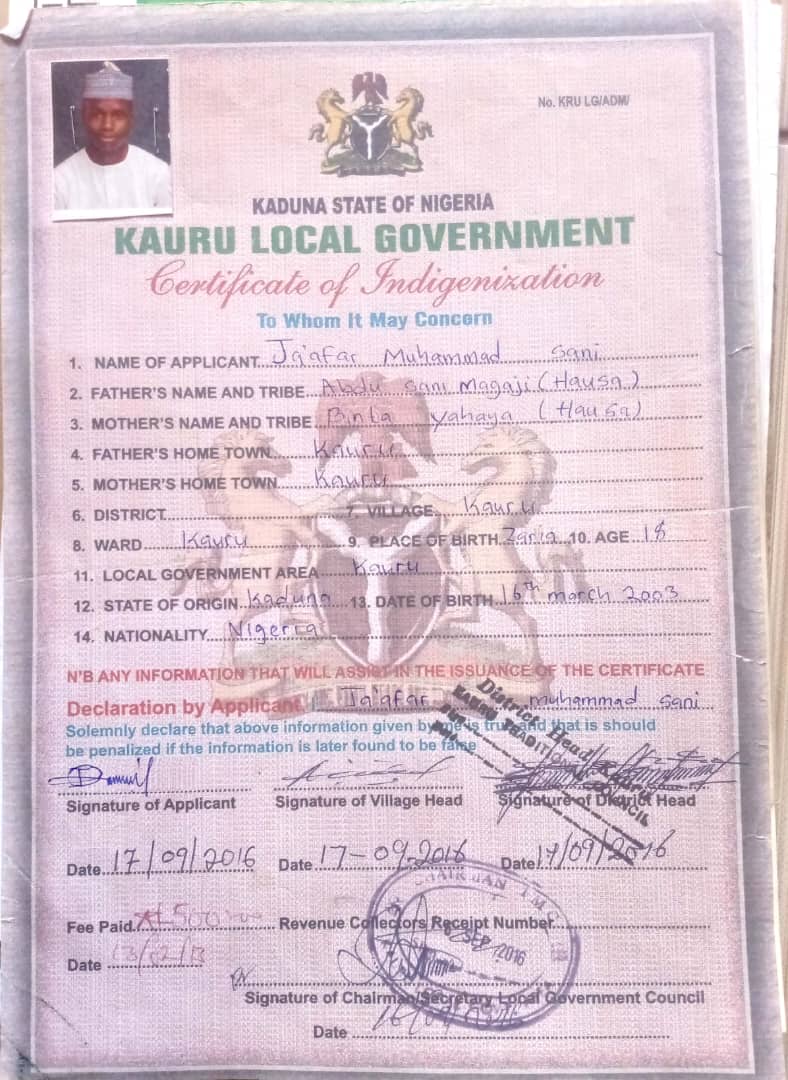 No. KRU LG/ADM/
KADUNA STATE OF NIGERIA
KAURU LOCAL GOVERNMENT
Certificate of Indigenization
To Whom It May Concern
1. NAME OF APPLICANT Ja'afar Muhammad Sani
2. FATHER'S NAME AND TRIBE Abdu Sani Magaji (Hausa)
3. MOTHER'S NAME AND TRIBE Binta yahaya (Hausa)
4. FATHER'S HOME TOWN Kauru
5. MOTHER'S HOME TOWN Kauru
6. DISTRICT 7. VILLAGE Kauru
8. WARD Kauru 9. PLACE OF BIRTH Zaria 10. AGE 18
11. LOCAL GOVERNMENT AREA Kauru
12. STATE OF ORIGIN Kaduna 13. DATE OF BIRTH 16th march 2003
14. NATIONALITY Nigeria
N'B ANY INFORMATION THAT WILL ASSIST IN THE ISSUANCE OF THE CERTIFICATE
Declaration by Applicant I Ja'afar muhammad sani
Solemnly declare that above information given by me is true and that is should
be penalized if the information is later found to be false
District Head Kauru
KAURU TRADITIONAL COUNCIL
Signature of Applicant Signature of Village Head Signature of District Head
Date 17/09/2016 Date 17-09-2016 Date 17/09/2016
Fee Paid Revenue Collectors Receipt Number
CHAIRMAN
SEP 2016
Date
Signature of Chairman/Secretary Local Government Council
Date